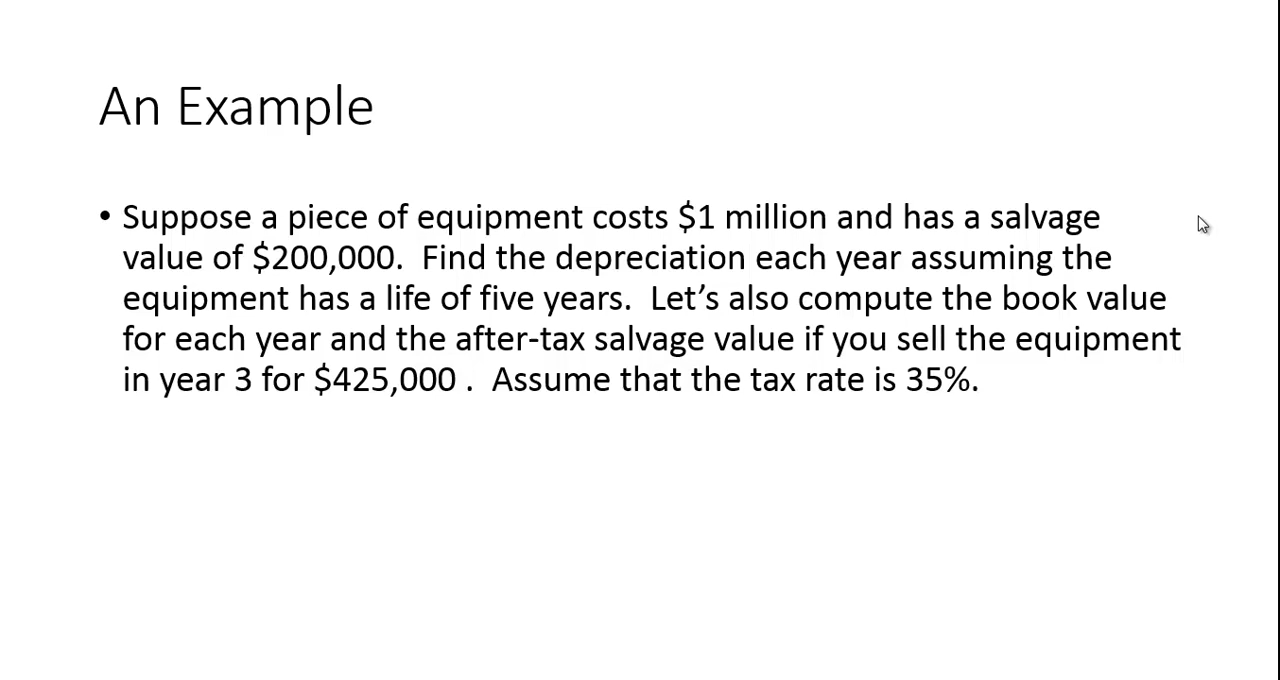 An Example
• Suppose a piece of equipment costs $1 million and has a salvage
value of $200,000.  Find the depreciation each year assuming the
equipment has a life of five years.  Let’s also compute the book value
for each year and the after-tax salvage value if you sell the equipment
in year 3 for $425,000 .  Assume that the tax rate is 35%.